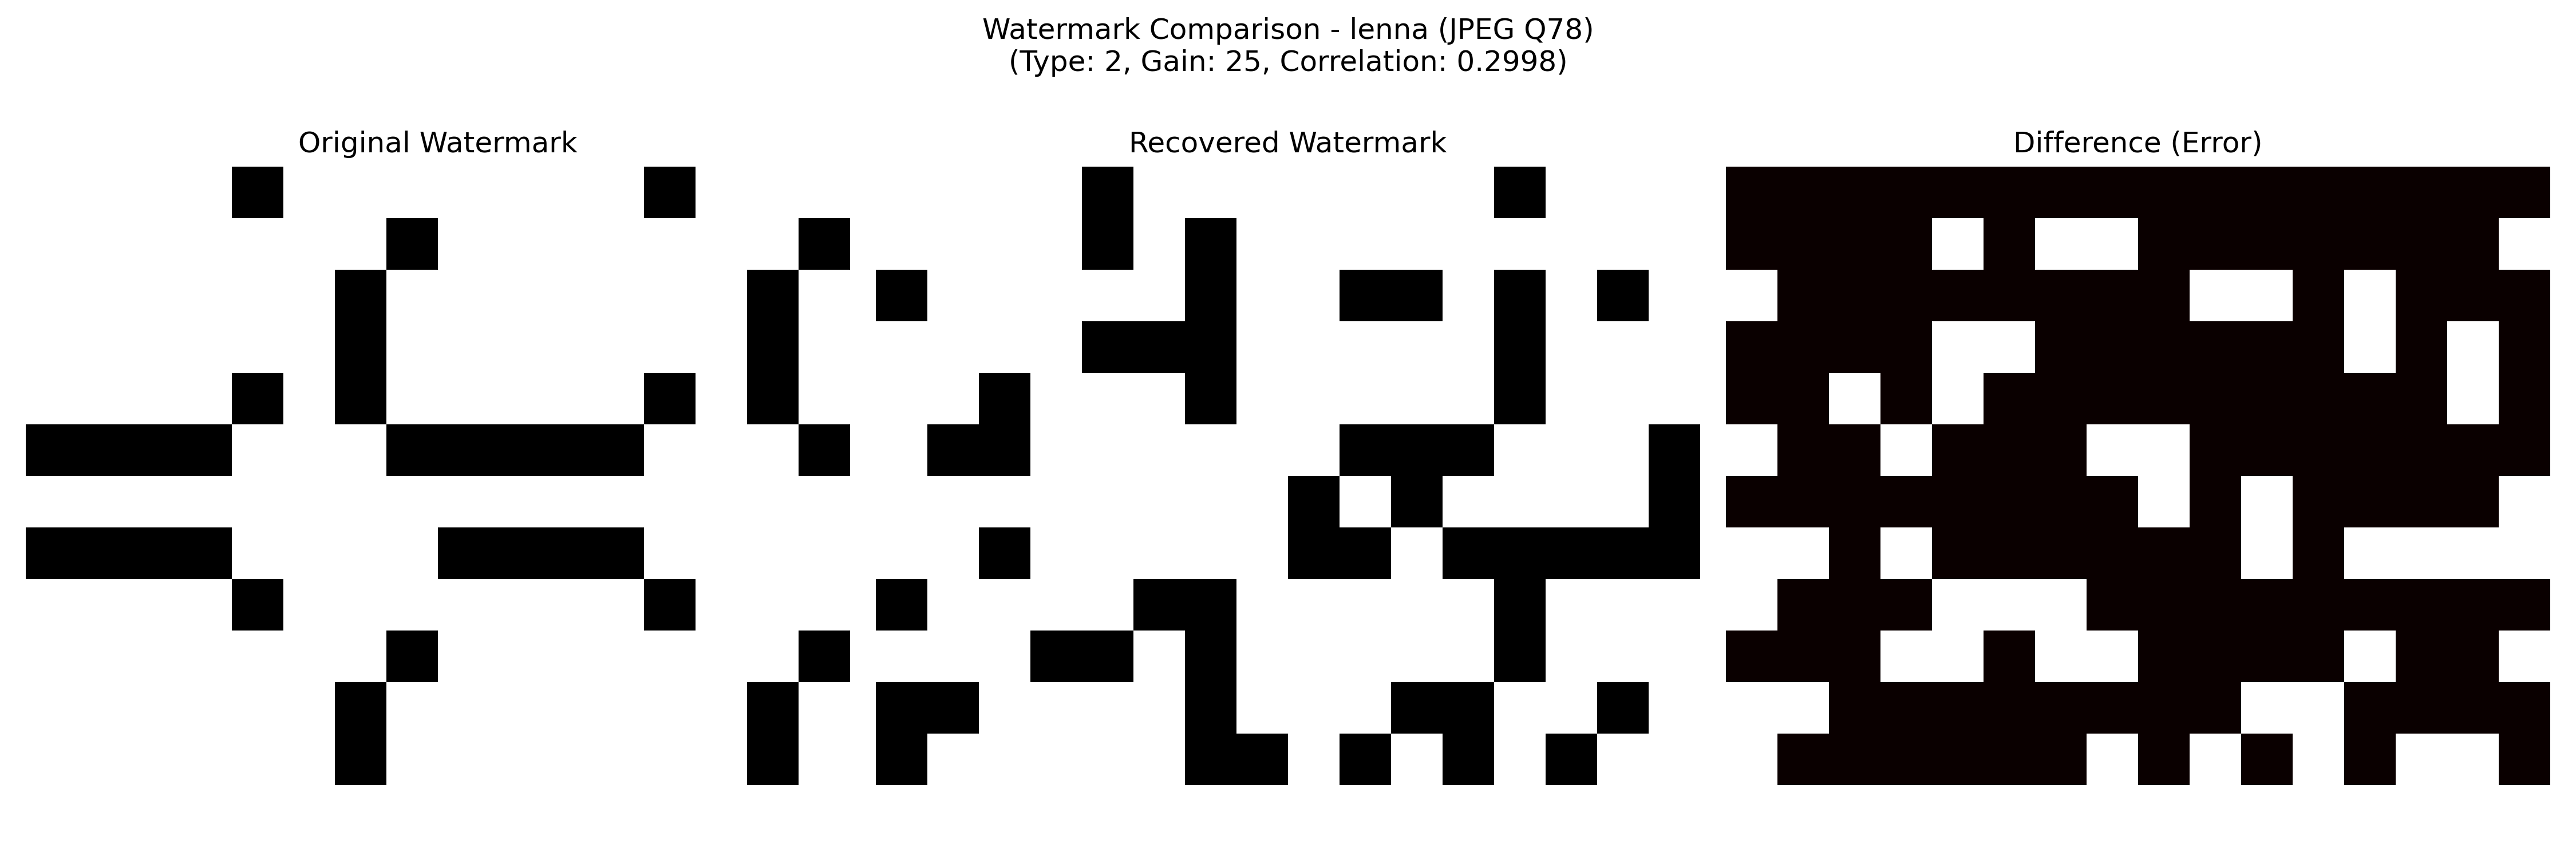 Watermark Comparison - lenna (JPEG Q78)
(Type: 2, Gain: 25, Correlation: 0.2998)
Original Watermark
Recovered Watermark
Difference (Error)